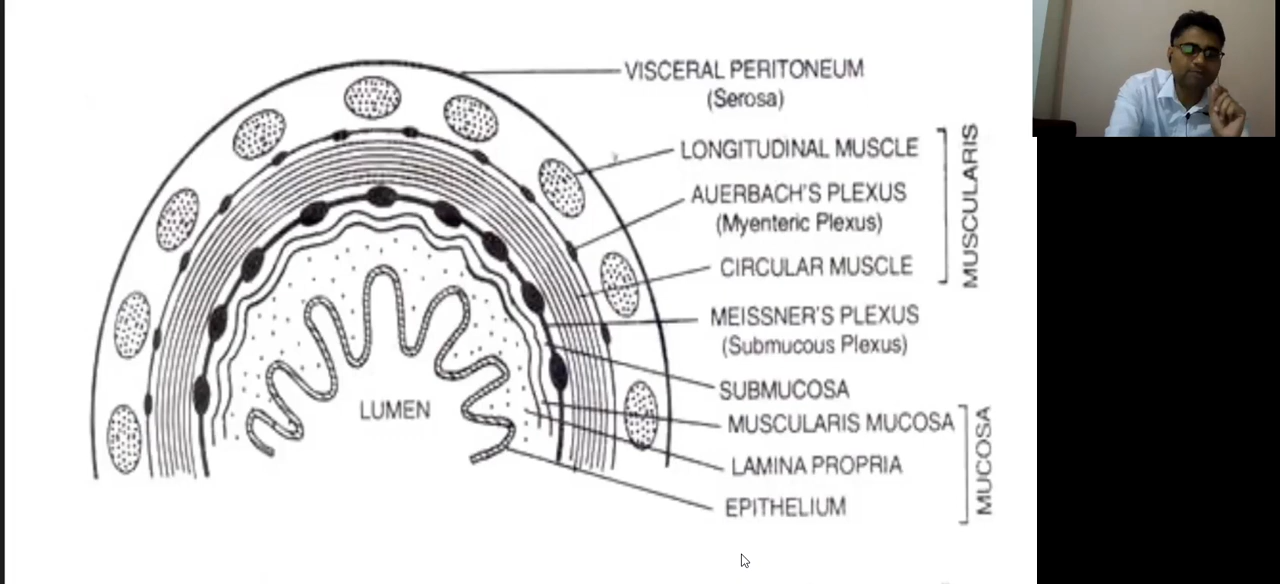 VISCERAL PERITONEUM
(Serosa)
LONGITUDINAL MUSCLE
AUERBACH'S PLEXUS
(Myenteric Plexus)
CIRCULAR MUSCLE
MUSCULARIS
MEISSNER'S PLEXUS
(Submucous Plexus)
SUBMUCOSA
MUSCULARIS MUCOSA
LAMINA PROPRIA
EPITHELIUM
MUCOSA
LUMEN